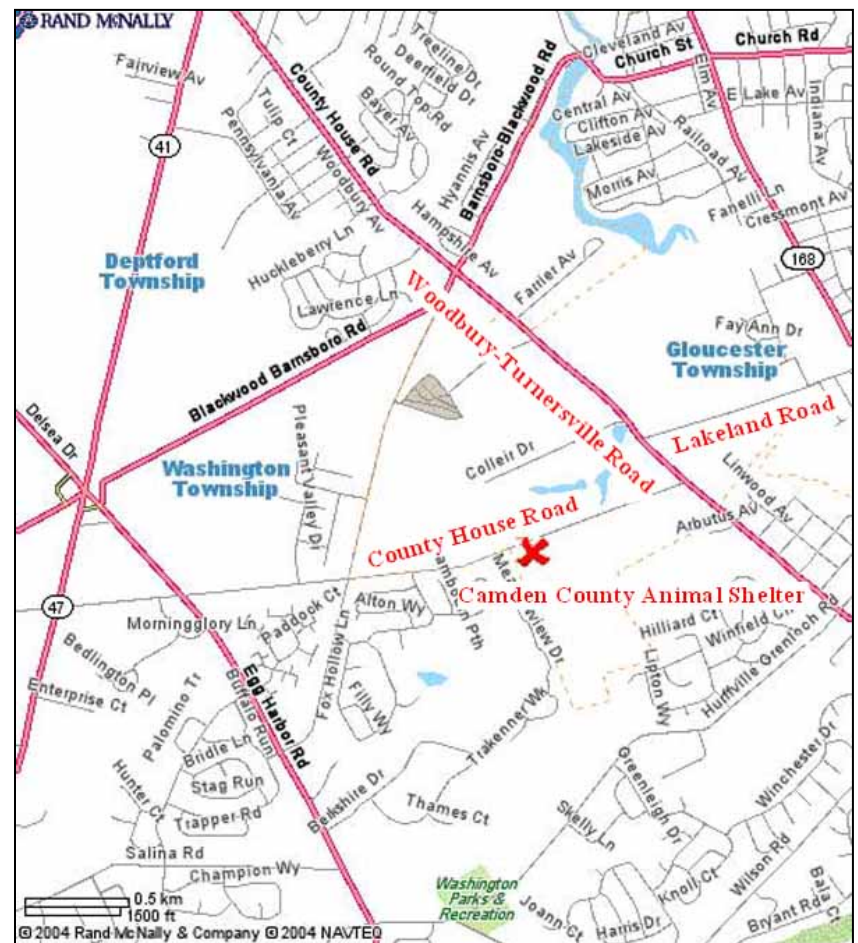 RAND McNALLY
Fairview Av
41
County House Rd
Treeline Dr
Deerfield Dr
Round Top Rd
Bayer Av
Tulip Ct
Pennsylvania Av
Woodbury Av
Hyannis Av
Barnsboro-Blackwood Rd
Cleveland Av
Church St
Church Rd
Elm Av
E Lake Av
Indiana Av
Central Av
Clifton Av
Lakeside Av
Railroad Av
Morris Av
Fanelli Ln
Cressmont Av
168
Hampshire Av
Farrier Av
Deptford
Township
Huckleberry Ln
Lawrence Ln
Woodbury-Turnersville Road
Fay Ann Dr
Gloucester
Township
Blackwood Barnsboro Rd
Delsea Dr
Pleasant Valley Dr
Washington
Township
Colleir Dr
Lakeland Road
Linwood Av
Arbutus Av
County House Road
Camden County Animal Shelter
47
Morningglory Ln
Paddock Ct
Alton Wy
Hilliard Ct
Huffville Grenloch Rd
Lipton Wy
Bedlington Pl
Enterprise Ct
Palomino Tr
Buffalo Run
Egg Harbor Rd
Fox Hollow Ln
Filly Wy
Trakenner Wk
Bridle Ln
Stag Run
Hunter Ct
Trapper Rd
Berkshire Dr
Thames Ct
Greenleigh Dr
Skelly Ln
Winchester Dr
Salina Rd
Champion Wy
Wilson Rd
Knoll Ct
Bala Ct
Bryant Rd
Joann Ct
Harris Dr
Washington
Parks &
Recreation
0.5 km
1500 ft
© 2004 Rand McNally & Company © 2004 NAVTEQ